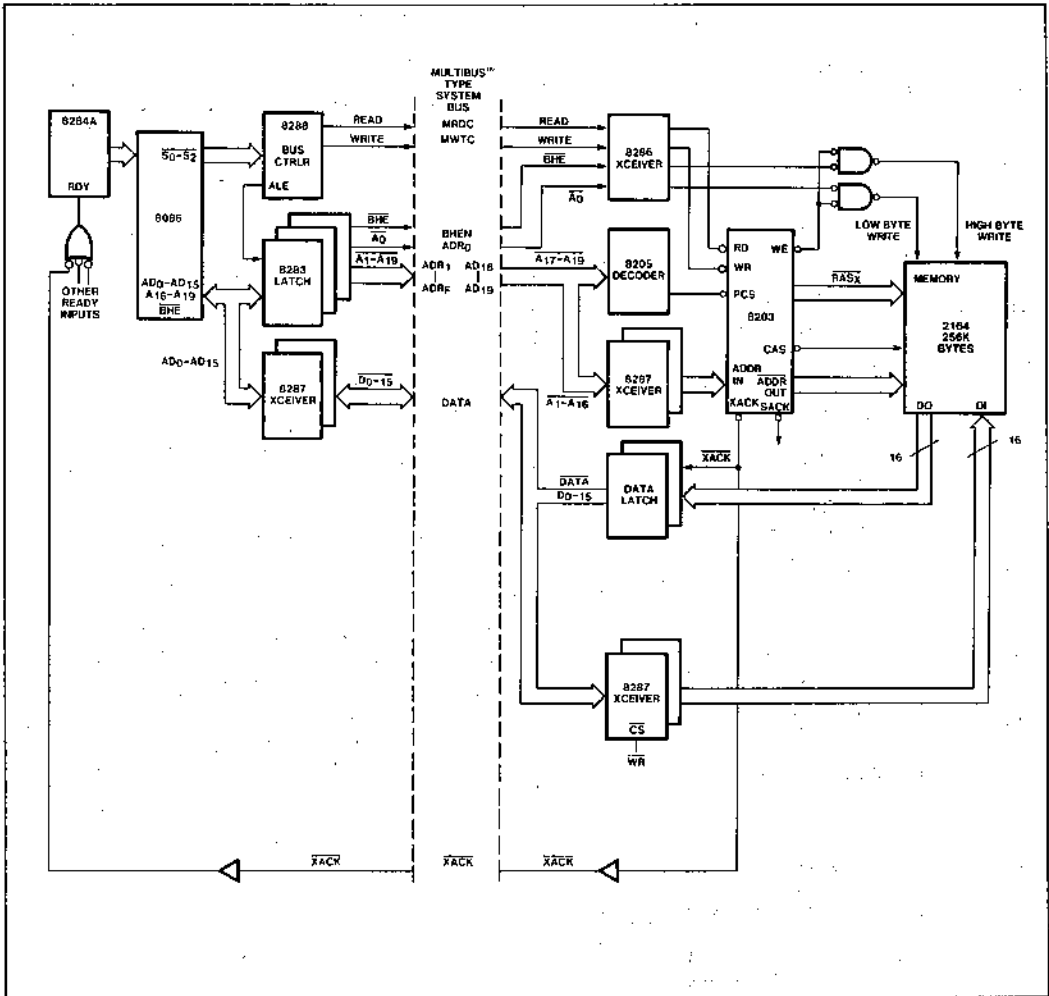 MULTIBUS™
TYPE
SYSTEM
BUS
8284A
RDY
S0-S2
8086
AD0-AD15
A16-A19
BHE
OTHER
READY
INPUTS
8288
BUS
CTRLR
ALE
READ
WRITE
MRDC
MWTC
READ
WRITE
BHE
A0
8286
XCEIVER
8283
LATCH
BHE
A0
A1-A19
BHEN
ADR0
ADR1
ADRF
AD16
AD19
A17-A19
8205
DECODER
RD
WR
PCS
8203
WE
CAS
ADDR
IN
ADDR
OUT
XACK
SACK
RASX
LOW BYTE
WRITE
HIGH BYTE
WRITE
MEMORY
2164
256K
BYTES
DO
DI
16
16
AD0-AD15
8287
XCEIVER
D0-15
DATA
8287
XCEIVER
A1-A16
XACK
DATA
D0-15
DATA
LATCH
8287
XCEIVER
CS
WR
XACK
XACK
XACK